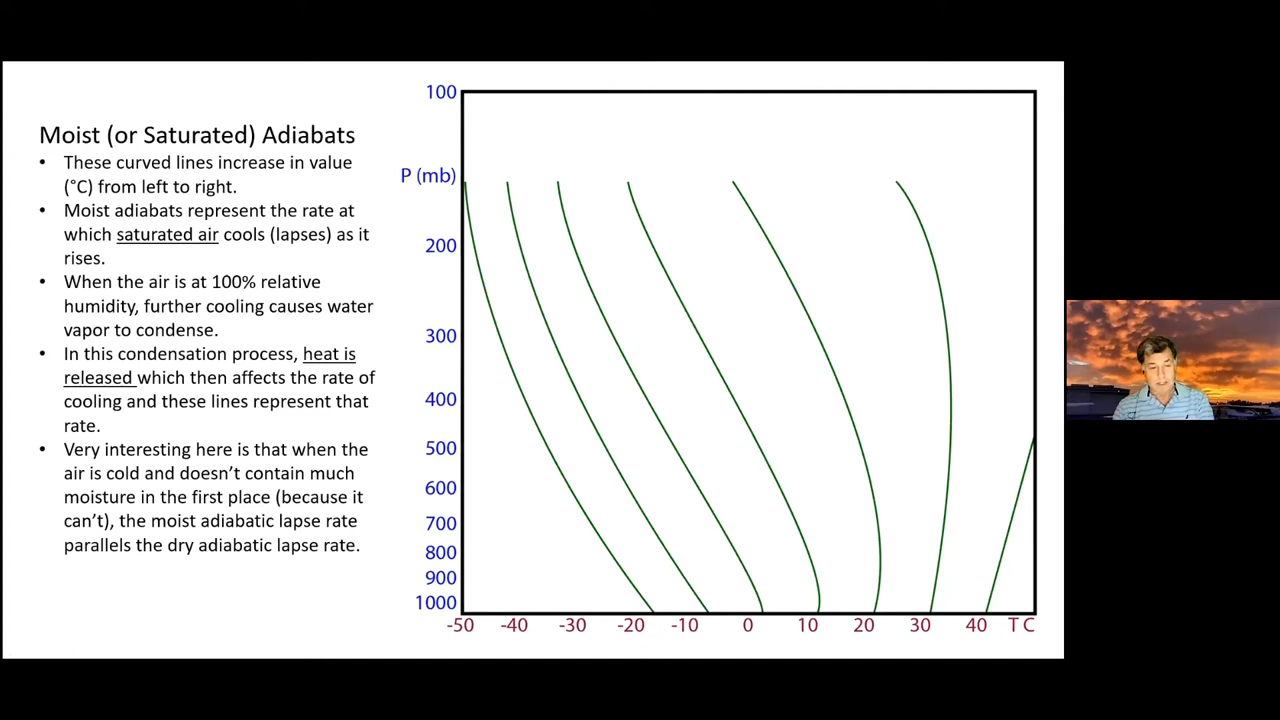 Moist (or Saturated) Adiabats
• These curved lines increase in value
(°C) from left to right.
• Moist adiabats represent the rate at
which saturated air cools (lapses) as it
rises.
• When the air is at 100% relative
humidity, further cooling causes water
vapor to condense.
• In this condensation process, heat is
released which then affects the rate of
cooling and these lines represent that
rate.
• Very interesting here is that when the
air is cold and doesn’t contain much
moisture in the first place (because it
can’t), the moist adiabatic lapse rate
parallels the dry adiabatic lapse rate.
100
P (mb)
200
300
400
500
600
700
800
900
1000
-50 -40 -30 -20 -10 0 10 20 30 40 T C